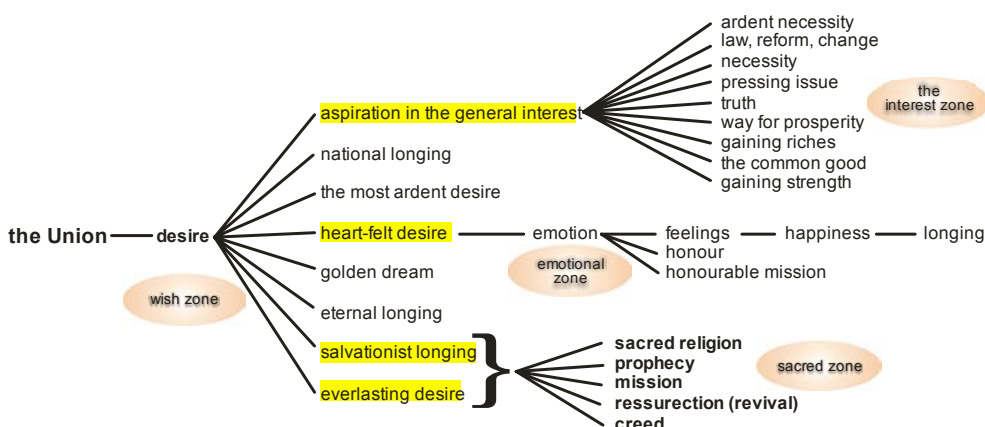 ardent necessity
law, reform, change
necessity
pressing issue
truth
way for prosperity
gaining riches
the common good
gaining strength
the
interest zone
aspiration in the general interest
national longing
the most ardent desire
the Union
desire
heart-felt desire
emotion
feelings
happiness
longing
honour
honourable mission
emotional
zone
golden dream
wish zone
eternal longing
salvationist longing
everlasting desire
}
sacred religion
prophecy
mission
ressurection (revival)
creed
sacred zone